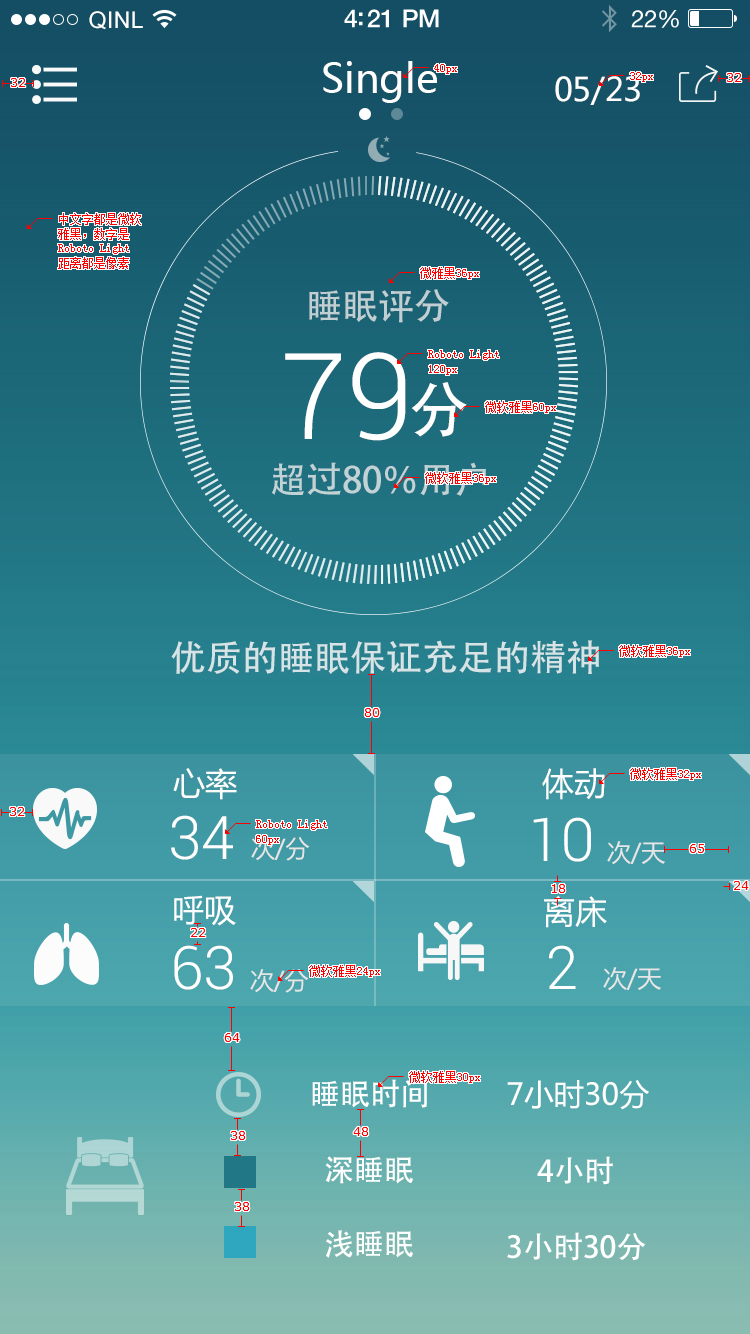 QINL 4:21 PM 22%
32 Single 40px 05/23 32px 32
中文字都是微软
雅黑，数字是
Roboto Light
距离都是像素
微雅黑36px
睡眠评分
79分
Roboto Light
120px
微软雅黑60px
超过80%用户
微软雅黑36px
优质的睡眠保证充足的精神
微软雅黑36px
80
心率
32
34 次/分
Roboto Light
60px
体动
微软雅黑32px
10 次/天
65
18
24
呼吸
22
63 次/分
微软雅黑24px
离床
2 次/天
64
睡眠时间 7小时30分
微软雅黑30px
38
48
深睡眠 4小时
38
浅睡眠 3小时30分